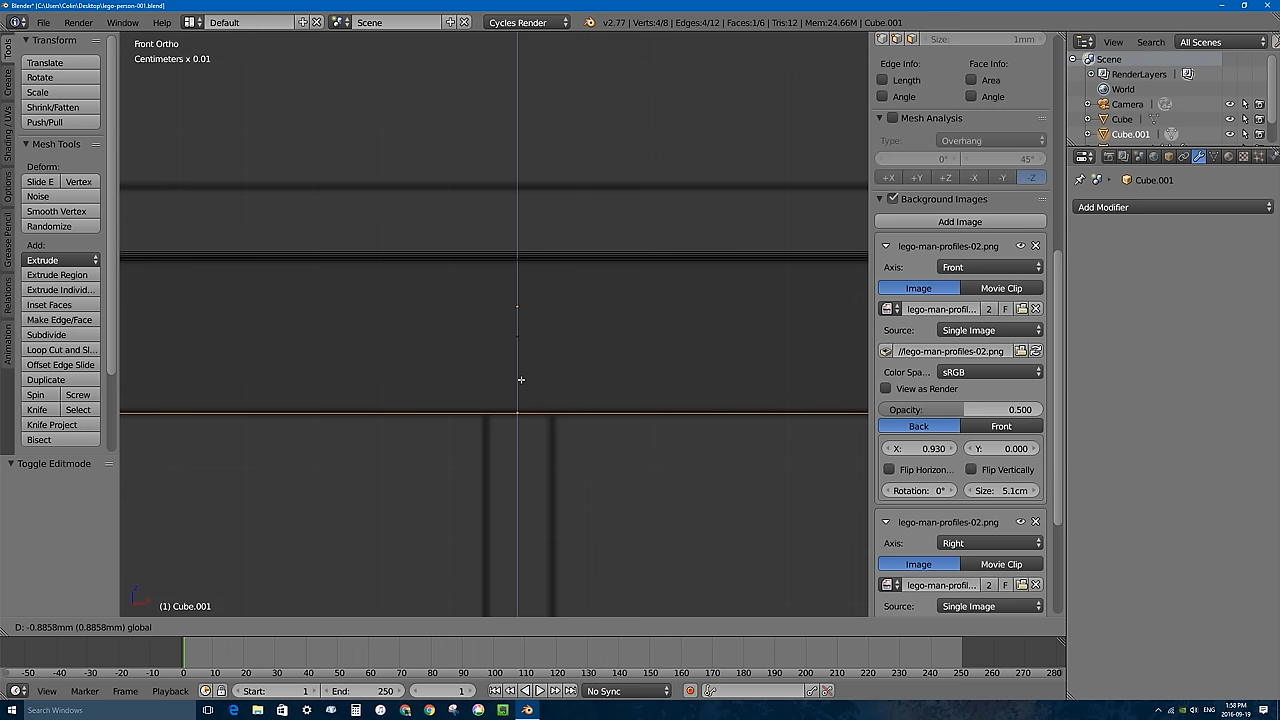 Blender* [C:\Users\Colin\Desktop\lego-person-001.blend]
File Render Window Help Default Scene Cycles Render v2.77 | Verts:4/8 | Edges:4/12 | Faces:1/6 | Tris:12 | Mem:24.66M | Cube.001
View Search All Scenes
Transform
Translate
Rotate
Scale
Shrink/Fatten
Push/Pull
Mesh Tools
Deform:
Slide E Vertex
Noise
Smooth Vertex
Randomize
Add:
Extrude
Extrude Region
Extrude Individ...
Inset Faces
Make Edge/Face
Subdivide
Loop Cut and Sl...
Offset Edge Slide
Duplicate
Spin Screw
Knife Select
Knife Project
Bisect
Toggle Editmode
Tools
Create
Shading / UVs
Options
Grease Pencil
Relations
Animation
Front Ortho
Centimeters x 0.01
(1) Cube.001
D: -0.8858mm (0.8858mm) global
Size: 1mm
Edge Info: Face Info:
Length Area
Angle Angle
Mesh Analysis
Type: Overhang
0° 45°
+X +Y +Z -X -Y -Z
Background Images
Add Image
lego-man-profiles-02.png
Axis: Front
Image Movie Clip
lego-man-profil... 2 F
Source: Single Image
//lego-man-profiles-02.png
Color Spa... sRGB
View as Render
Opacity: 0.500
Back Front
X: 0.930 Y: 0.000
Flip Horizon... Flip Vertically
Rotation: 0° Size: 5.1cm
lego-man-profiles-02.png
Axis: Right
Image Movie Clip
lego-man-profil... 2 F
Source: Single Image
Scene
RenderLayers
World
Camera
Cube
Cube.001
Cube.001
Add Modifier
-50 -40 -30 -20 -10 0 10 20 30 40 50 60 70 80 90 100 110 120 130 140 150 160 170 180 190 200 210 220 230 240 250 260 270 280
View Marker Frame Playback Start: 1 End: 250 1 No Sync
Search Windows
ENG
1:58 PM
2016-09-19